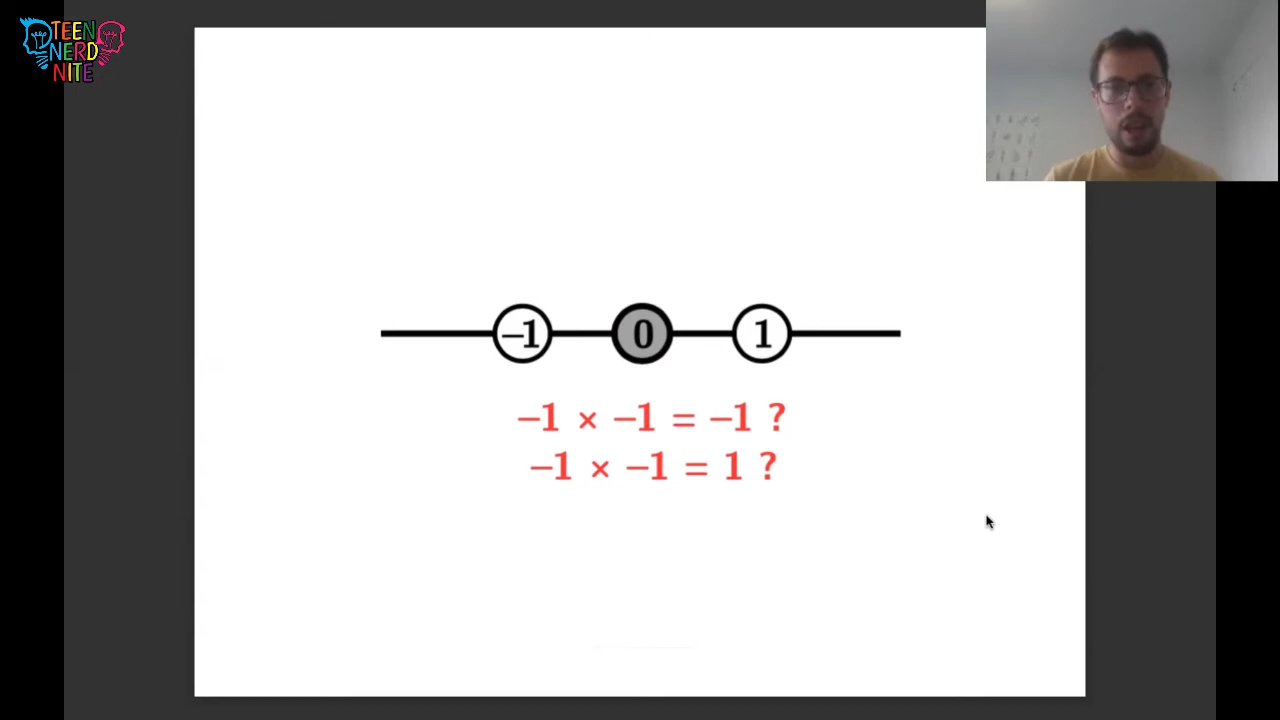 TEEN
NERD
NITE
–1 0 1
–1 × –1 = –1 ?
–1 × –1 = 1 ?